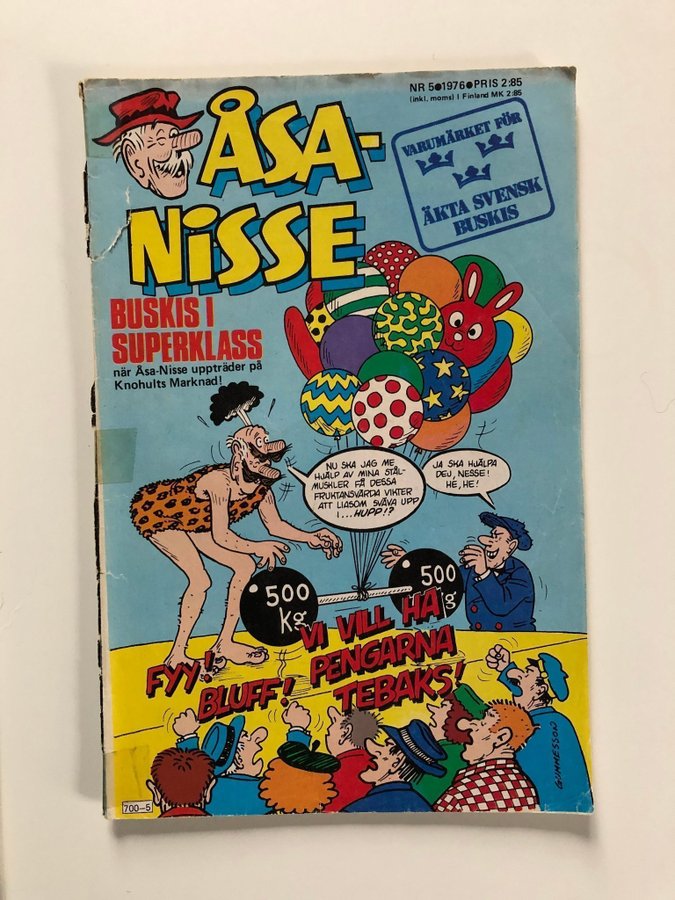 NR 5●1976●PRIS 2:85
(inkl. moms) I Finland MK 2:85
ÅSA-
NISSE
VARUMÄRKET FÖR
ÄKTA SVENSK
BUSKIS
BUSKIS I
SUPERKLASS
när Åsa-Nisse uppträder på
Knohults Marknad!
NU SKA JAG ME
HJÄLP AV MINA STÅL-
MUSKLER FÅ DESSA
FRUKTANSVÄRDA VIKTER
ATT LIASOM SVÄVA UPP
I...HUPP!?
JA SKA HJÄLPA
DEJ, NESSE!
HE, HE!
500
kg
500
kg
FYY!
BLUFF!
VI VILL HA
PENGARNA
TEBAKS!
GUMMESSON
700-5